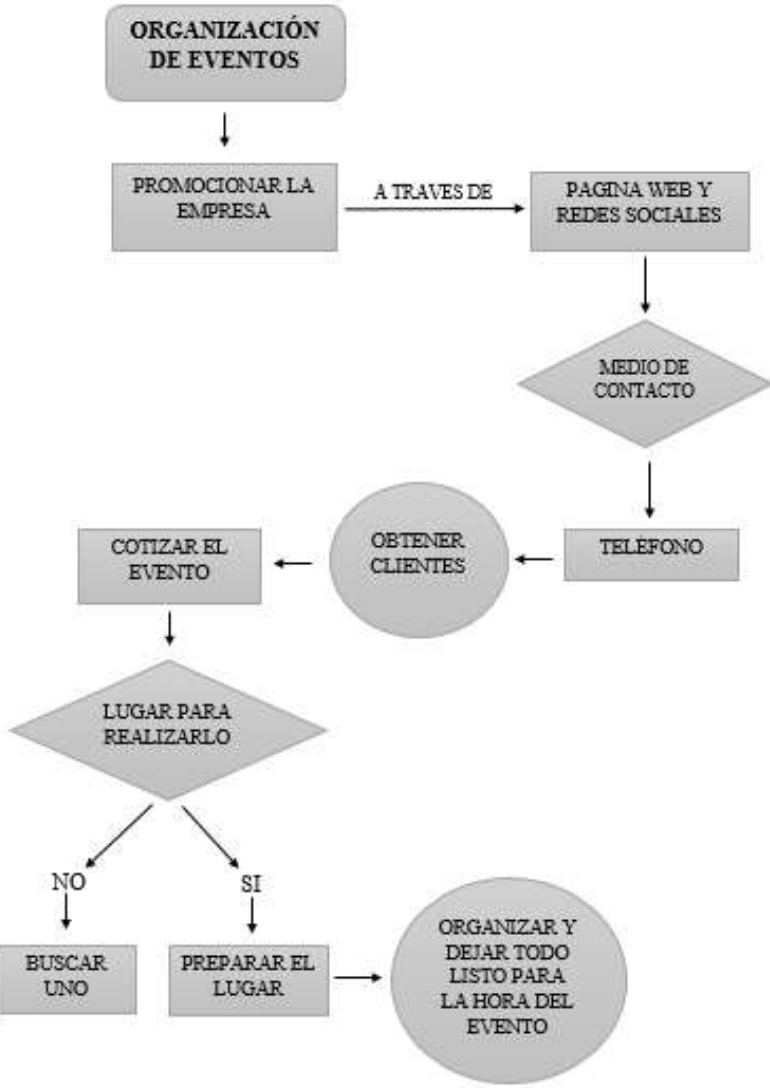 ORGANIZACIÓN
DE EVENTOS
PROMOCIONAR LA
EMPRESA
A TRAVES DE
PAGINA WEB Y
REDES SOCIALES
MEDIO DE
CONTACTO
TELÉFONO
OBTENER
CLIENTES
COTIZAR EL
EVENTO
LUGAR PARA
REALIZARLO
NO
SI
BUSCAR
UNO
PREPARAR EL
LUGAR
ORGANIZAR Y
DEJAR TODO
LISTO PARA
LA HORA DEL
EVENTO